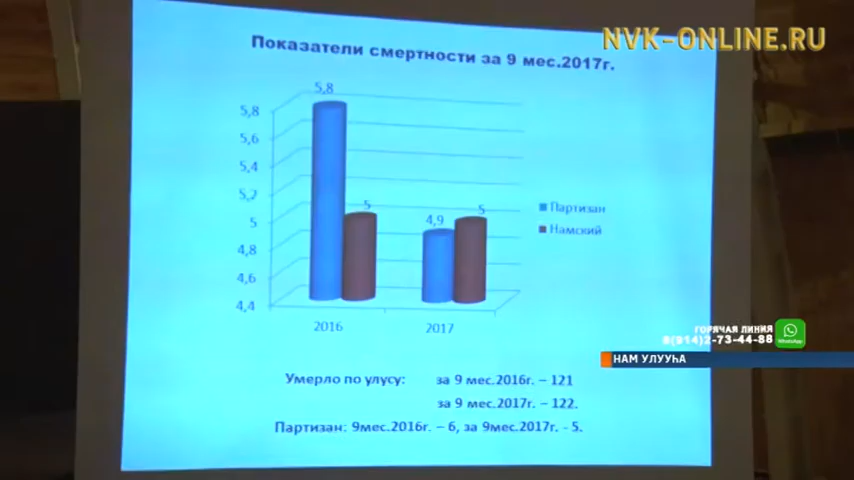 NVK-ONLINE.RU
Показатели смертности за 9 мес.2017г.
5,8
5,8
5,6
5,4
5,2
5
4,8
4,6
4,4
5
4,9
5
2016
2017
Партизан
Намский
ГОРЯЧАЯ ЛИНИЯ
8(914)2-73-44-88
WhatsApp
НАМ УЛУУҺА
Умерло по улусу: за 9 мес.2016г. – 121
за 9 мес.2017г. – 122.
Партизан: 9мес.2016г. – 6, за 9мес.2017г. - 5.